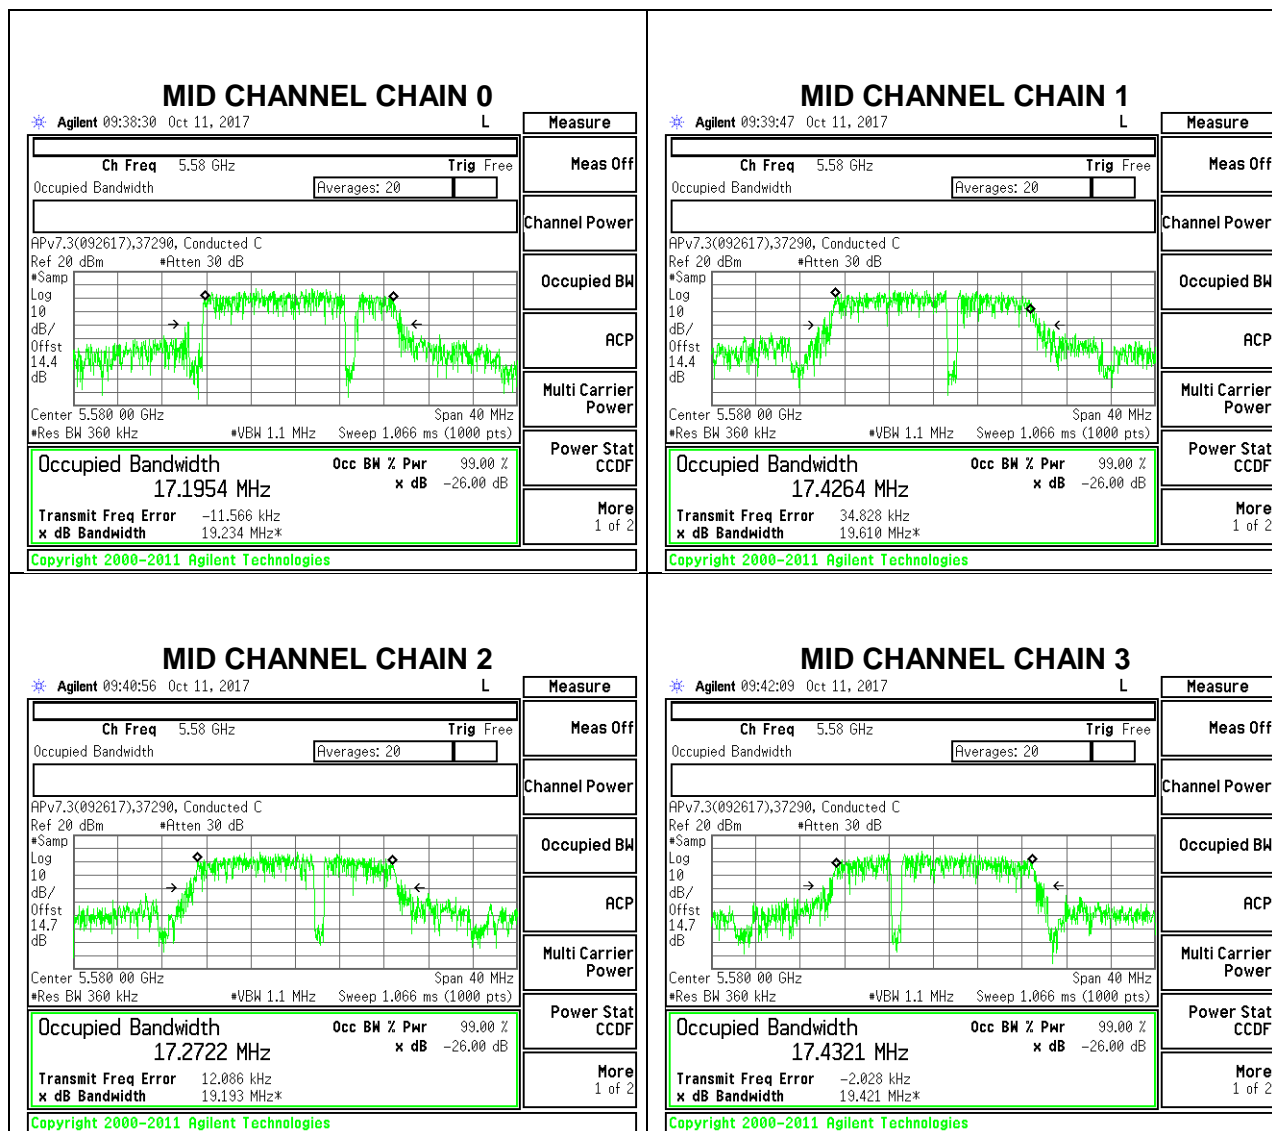 MID CHANNEL CHAIN 0
Agilent 09:38:30 Oct 11, 2017 L
Measure
Ch Freq 5.58 GHz Trig Free
Meas Off
Occupied Bandwidth Averages: 20
Channel Power
APv7.3(092617),37290, Conducted C
Ref 20 dBm #Atten 30 dB
#Samp
Log
10
dB/
Offst
14.4
dB
Occupied BW
ACP
Multi Carrier
Power
Center 5.580 00 GHz Span 40 MHz
#Res BW 360 kHz #VBW 1.1 MHz Sweep 1.066 ms (1000 pts)
Power Stat
CCDF
Occupied Bandwidth Occ BW % Pwr 99.00 %
17.1954 MHz x dB -26.00 dB
Transmit Freq Error -11.566 kHz
x dB Bandwidth 19.234 MHz*
More
1 of 2
Copyright 2000-2011 Agilent Technologies
MID CHANNEL CHAIN 1
Agilent 09:39:47 Oct 11, 2017 L
Measure
Ch Freq 5.58 GHz Trig Free
Meas Off
Occupied Bandwidth Averages: 20
Channel Power
APv7.3(092617),37290, Conducted C
Ref 20 dBm #Atten 30 dB
#Samp
Log
10
dB/
Offst
14.4
dB
Occupied BW
ACP
Multi Carrier
Power
Center 5.580 00 GHz Span 40 MHz
#Res BW 360 kHz #VBW 1.1 MHz Sweep 1.066 ms (1000 pts)
Power Stat
CCDF
Occupied Bandwidth Occ BW % Pwr 99.00 %
17.4264 MHz x dB -26.00 dB
Transmit Freq Error 34.828 kHz
x dB Bandwidth 19.610 MHz*
More
1 of 2
Copyright 2000-2011 Agilent Technologies
MID CHANNEL CHAIN 2
Agilent 09:40:56 Oct 11, 2017 L
Measure
Ch Freq 5.58 GHz Trig Free
Meas Off
Occupied Bandwidth Averages: 20
Channel Power
APv7.3(092617),37290, Conducted C
Ref 20 dBm #Atten 30 dB
#Samp
Log
10
dB/
Offst
14.7
dB
Occupied BW
ACP
Multi Carrier
Power
Center 5.580 00 GHz Span 40 MHz
#Res BW 360 kHz #VBW 1.1 MHz Sweep 1.066 ms (1000 pts)
Power Stat
CCDF
Occupied Bandwidth Occ BW % Pwr 99.00 %
17.2722 MHz x dB -26.00 dB
Transmit Freq Error 12.086 kHz
x dB Bandwidth 19.193 MHz*
More
1 of 2
Copyright 2000-2011 Agilent Technologies
MID CHANNEL CHAIN 3
Agilent 09:42:09 Oct 11, 2017 L
Measure
Ch Freq 5.58 GHz Trig Free
Meas Off
Occupied Bandwidth Averages: 20
Channel Power
APv7.3(092617),37290, Conducted C
Ref 20 dBm #Atten 30 dB
#Samp
Log
10
dB/
Offst
14.7
dB
Occupied BW
ACP
Multi Carrier
Power
Center 5.580 00 GHz Span 40 MHz
#Res BW 360 kHz #VBW 1.1 MHz Sweep 1.066 ms (1000 pts)
Power Stat
CCDF
Occupied Bandwidth Occ BW % Pwr 99.00 %
17.4321 MHz x dB -26.00 dB
Transmit Freq Error -2.028 kHz
x dB Bandwidth 19.421 MHz*
More
1 of 2
Copyright 2000-2011 Agilent Technologies